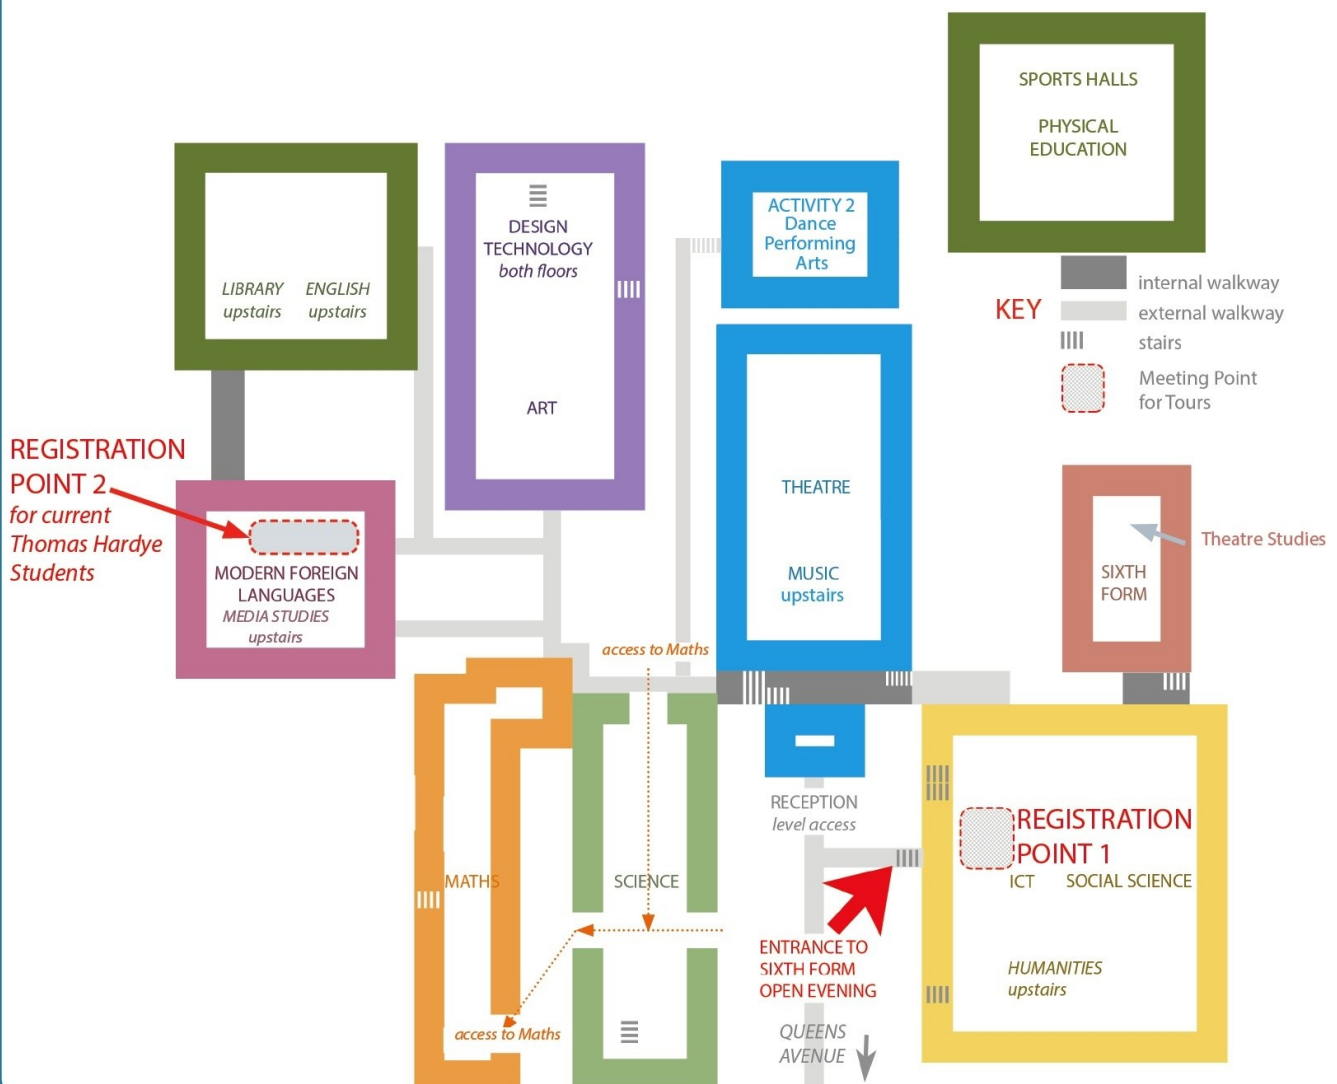 SPORTS HALLS
PHYSICAL
EDUCATION
ACTIVITY 2
Dance
Performing
Arts
DESIGN
TECHNOLOGY
both floors
ART
LIBRARY
upstairs
ENGLISH
upstairs
KEY
internal walkway
external walkway
stairs
Meeting Point
for Tours
REGISTRATION
POINT 2
for current
Thomas Hardye
Students
MODERN FOREIGN
LANGUAGES
MEDIA STUDIES
upstairs
THEATRE
MUSIC
upstairs
Theatre Studies
SIXTH
FORM
access to Maths
RECEPTION
level access
REGISTRATION
POINT 1
ICT
SOCIAL SCIENCE
MATHS
SCIENCE
ENTRANCE TO
SIXTH FORM
OPEN EVENING
HUMANITIES
upstairs
access to Maths
QUEENS
AVENUE